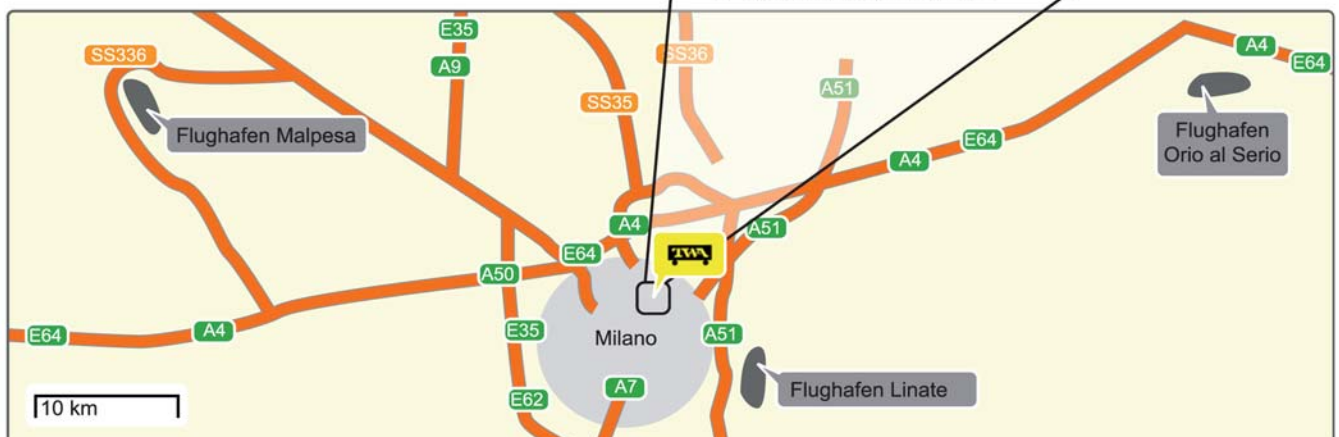 E35
A4
SS336
SS36
A9
E64
A51
SS35
Flughafen Malpesa
Flughafen
Orio al Serio
E64
A4
A4
A51
E64
TWA
A50
E64
A4
E35
Milano
A51
A7
Flughafen Linate
E62
10 km